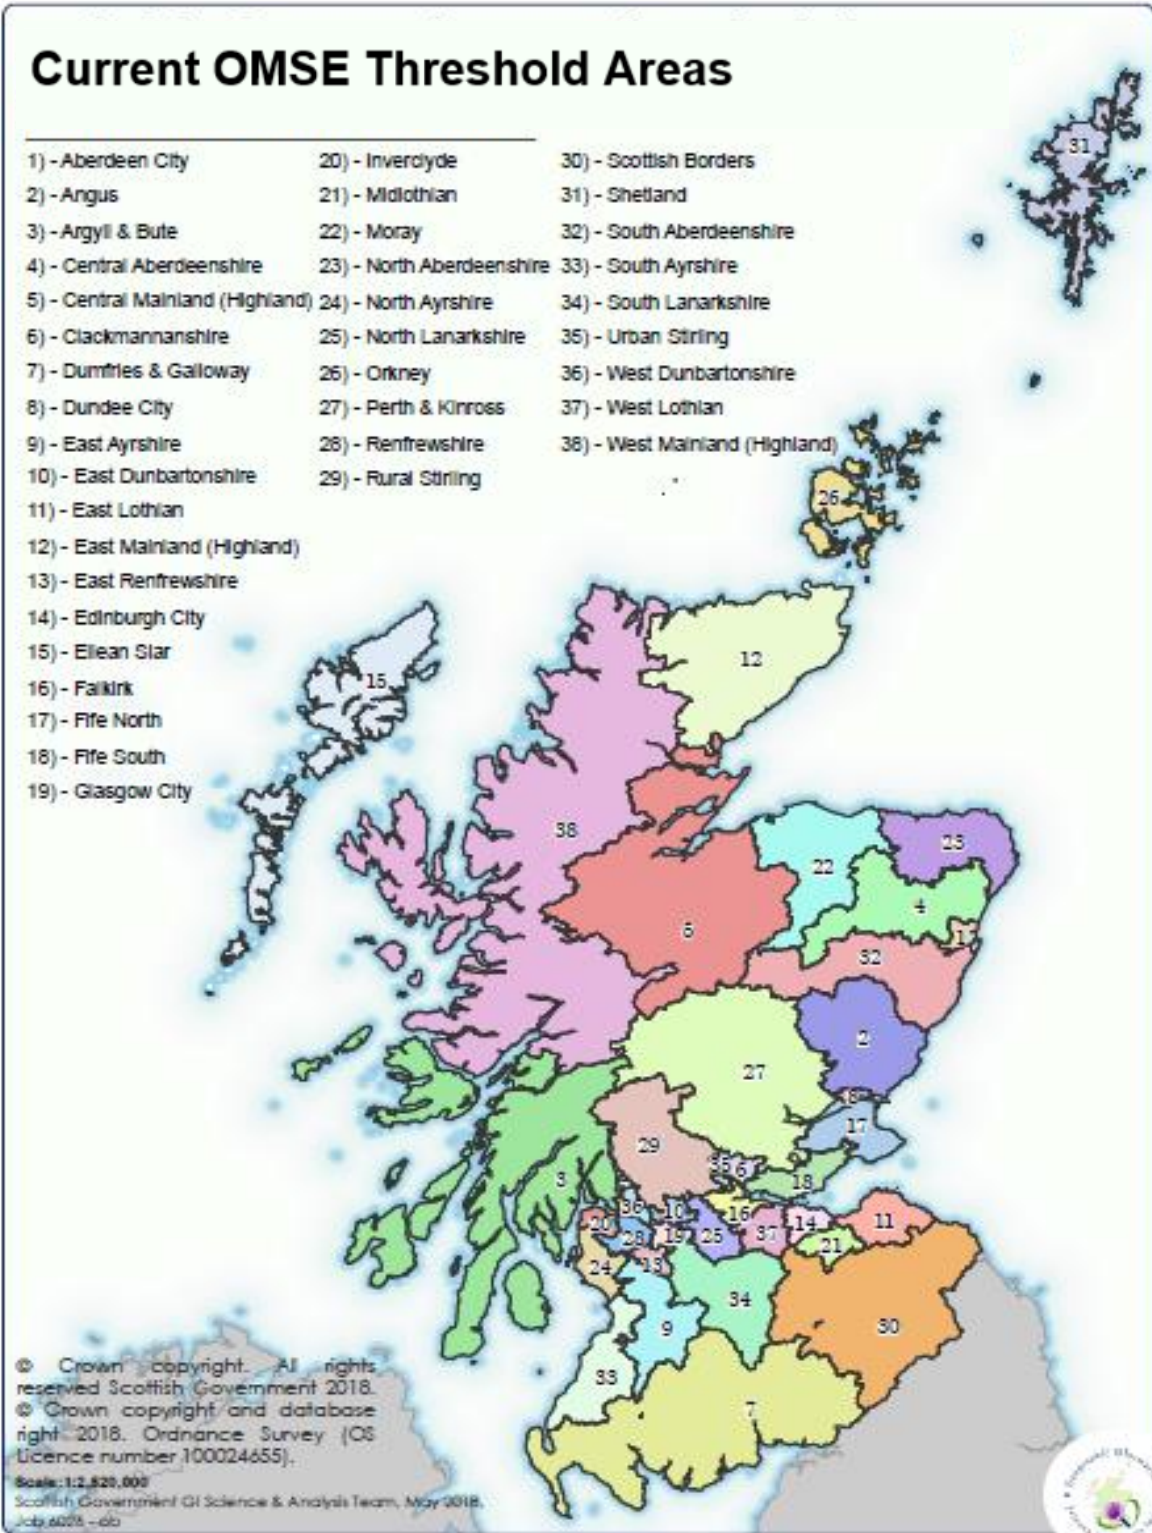 Current OMSE Threshold Areas
1) - Aberdeen City
2) - Angus
3) - Argyll & Bute
4) - Central Aberdeenshire
5) - Central Mainland (Highland)
6) - Clackmannanshire
7) - Dumfries & Galloway
8) - Dundee City
9) - East Ayrshire
10) - East Dunbartonshire
11) - East Lothian
12) - East Mainland (Highland)
13) - East Renfrewshire
14) - Edinburgh City
15) - Eilean Siar
16) - Falkirk
17) - Fife North
18) - Fife South
19) - Glasgow City
20) - Inverclyde
21) - Midlothian
22) - Moray
23) - North Aberdeenshire
24) - North Ayrshire
25) - North Lanarkshire
26) - Orkney
27) - Perth & Kinross
28) - Renfrewshire
29) - Rural Stirling
30) - Scottish Borders
31) - Shetland
32) - South Aberdeenshire
33) - South Ayrshire
34) - South Lanarkshire
35) - Urban Stirling
36) - West Dunbartonshire
37) - West Lothian
38) - West Mainland (Highland)
31
26
12
15
38
22
23
4
5
1
32
2
27
8
17
29
35
6
18
3
36
10
16
20
28
19
25
37
14
11
21
24
13
34
9
30
33
7
© Crown copyright. All rights
reserved Scottish Government 2018.
© Crown copyright and database
right 2018. Ordnance Survey (OS
Licence number 100024655).
Scale: 1:2,520,000
Scottish Government GI Science & Analysis Team, May 2018,